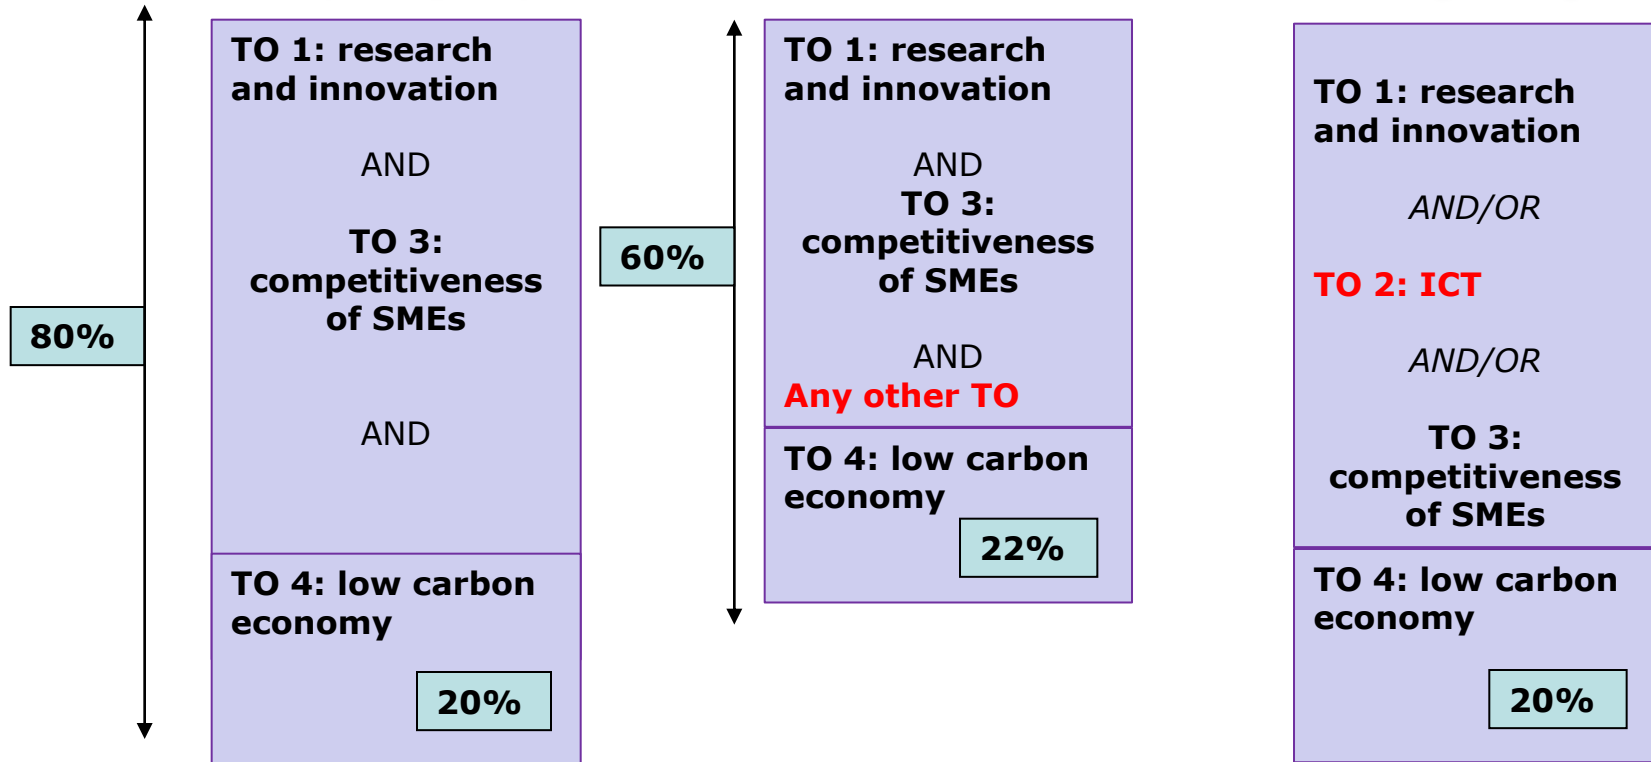 80%
TO 1: research
and innovation
AND
TO 3:
competitiveness
of SMEs
AND
TO 4: low carbon
economy
20%
60%
TO 1: research
and innovation
AND
TO 3:
competitiveness
of SMEs
AND
Any other TO
TO 4: low carbon
economy
22%
TO 1: research
and innovation
AND/OR
TO 2: ICT
AND/OR
TO 3:
competitiveness
of SMEs
TO 4: low carbon
economy
20%